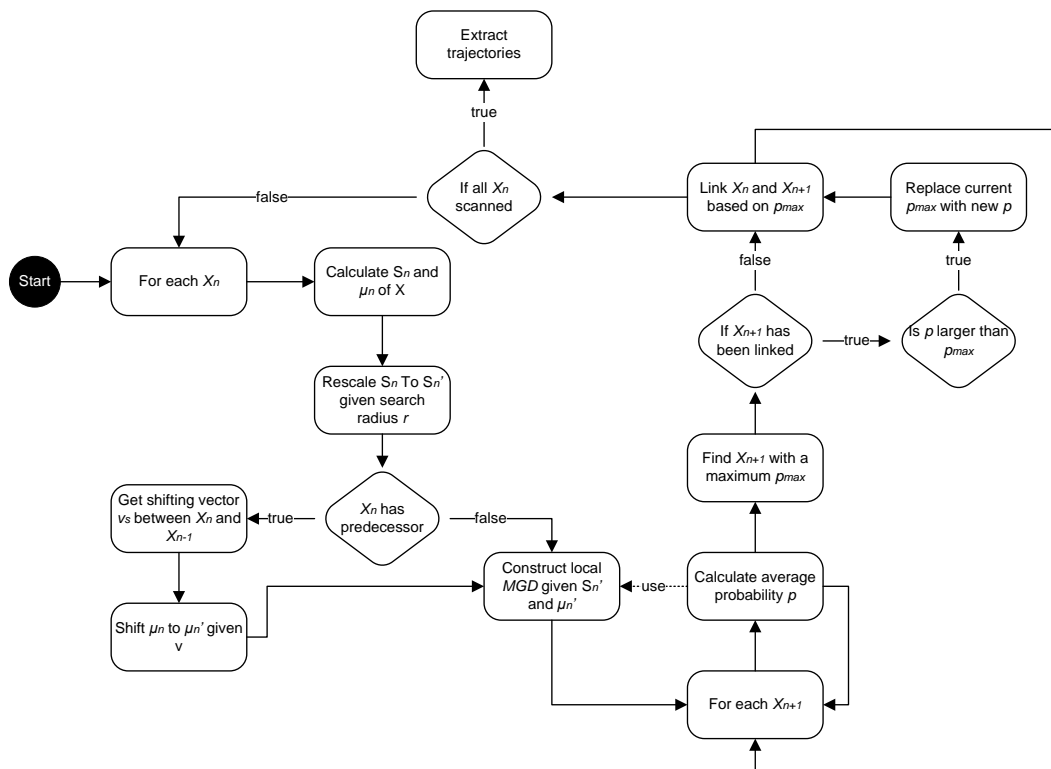 Extract
trajectories
true
If all Xn
scanned
false
Link Xn and Xn+1
based on pmax
Replace current
pmax with new p
Start
For each Xn
Calculate Sn and
µn of X
false
true
If Xn+1 has
been linked
true
Is p larger than
pmax
Rescale Sn To Sn’
given search
radius r
Find Xn+1 with a
maximum pmax
Get shifting vector
vs between Xn and
Xn-1
true
Xn has
predecessor
false
Construct local
MGD given Sn’
and µn’
use
Calculate average
probability p
Shift µn to µn’ given
v
For each Xn+1